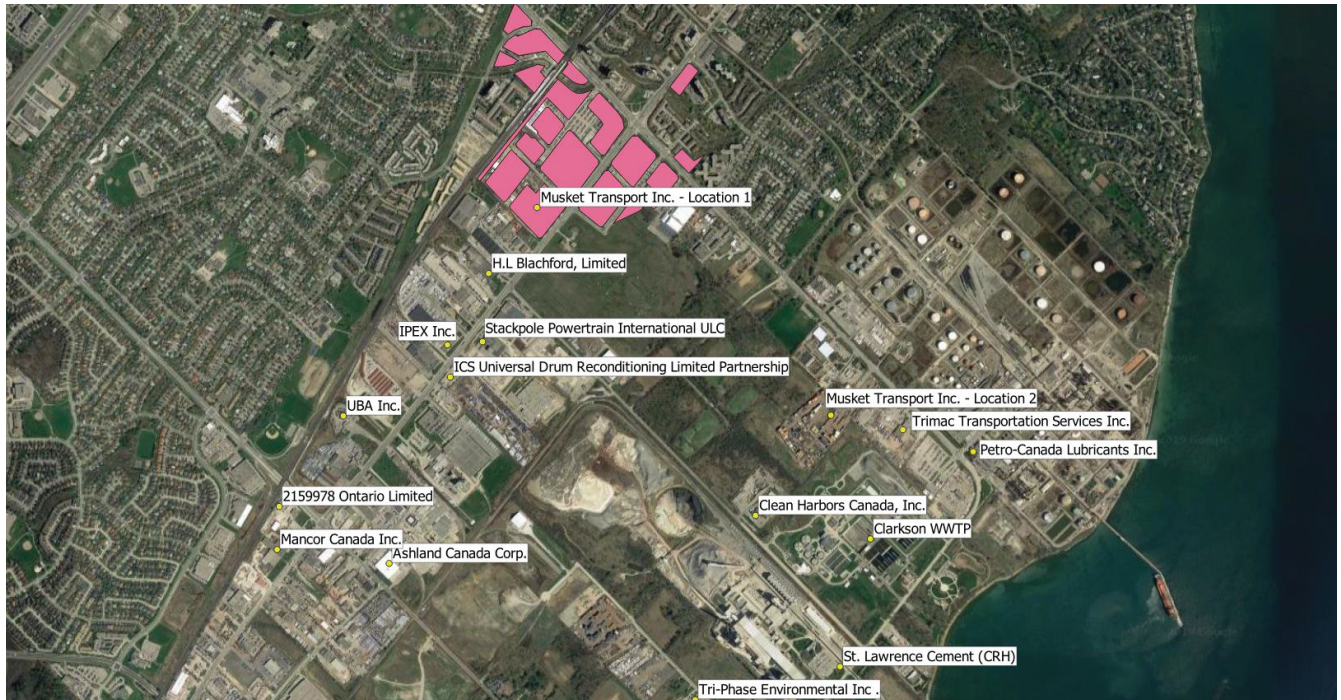 Musket Transport Inc. - Location 1
H.L Blachford, Limited
Stackpole Powertrain International ULC
IPEX Inc.
ICS Universal Drum Reconditioning Limited Partnership
Musket Transport Inc. - Location 2
UBA Inc.
Trimac Transportation Services Inc.
Petro-Canada Lubricants Inc.
2159978 Ontario Limited
Clean Harbors Canada, Inc.
Clarkson WWTP
Mancor Canada Inc.
Ashland Canada Corp.
St. Lawrence Cement (CRH)
Tri-Phase Environmental Inc .